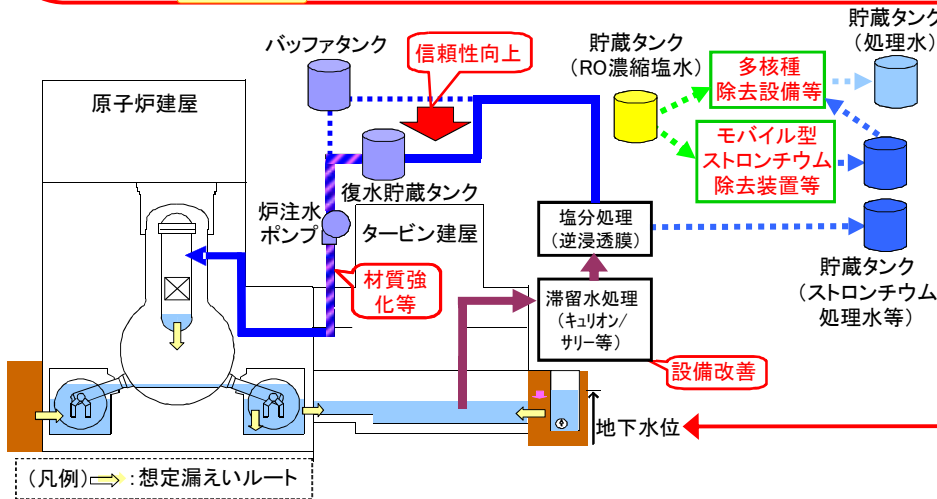 貯蔵タンク
(処理水)
バッファタンク
信頼性向上
貯蔵タンク
(RO濃縮塩水)
多核種
除去設備等
原子炉建屋
モバイル型
ストロンチウム
除去装置等
復水貯蔵タンク
炉注水
ポンプ
タービン建屋
塩分処理
(逆浸透膜)
材質強
化等
滞留水処理
(キュリオン/
サリー等)
貯蔵タンク
(ストロンチウム
処理水等)
設備改善
地下水位
(凡例) :想定漏えいルート